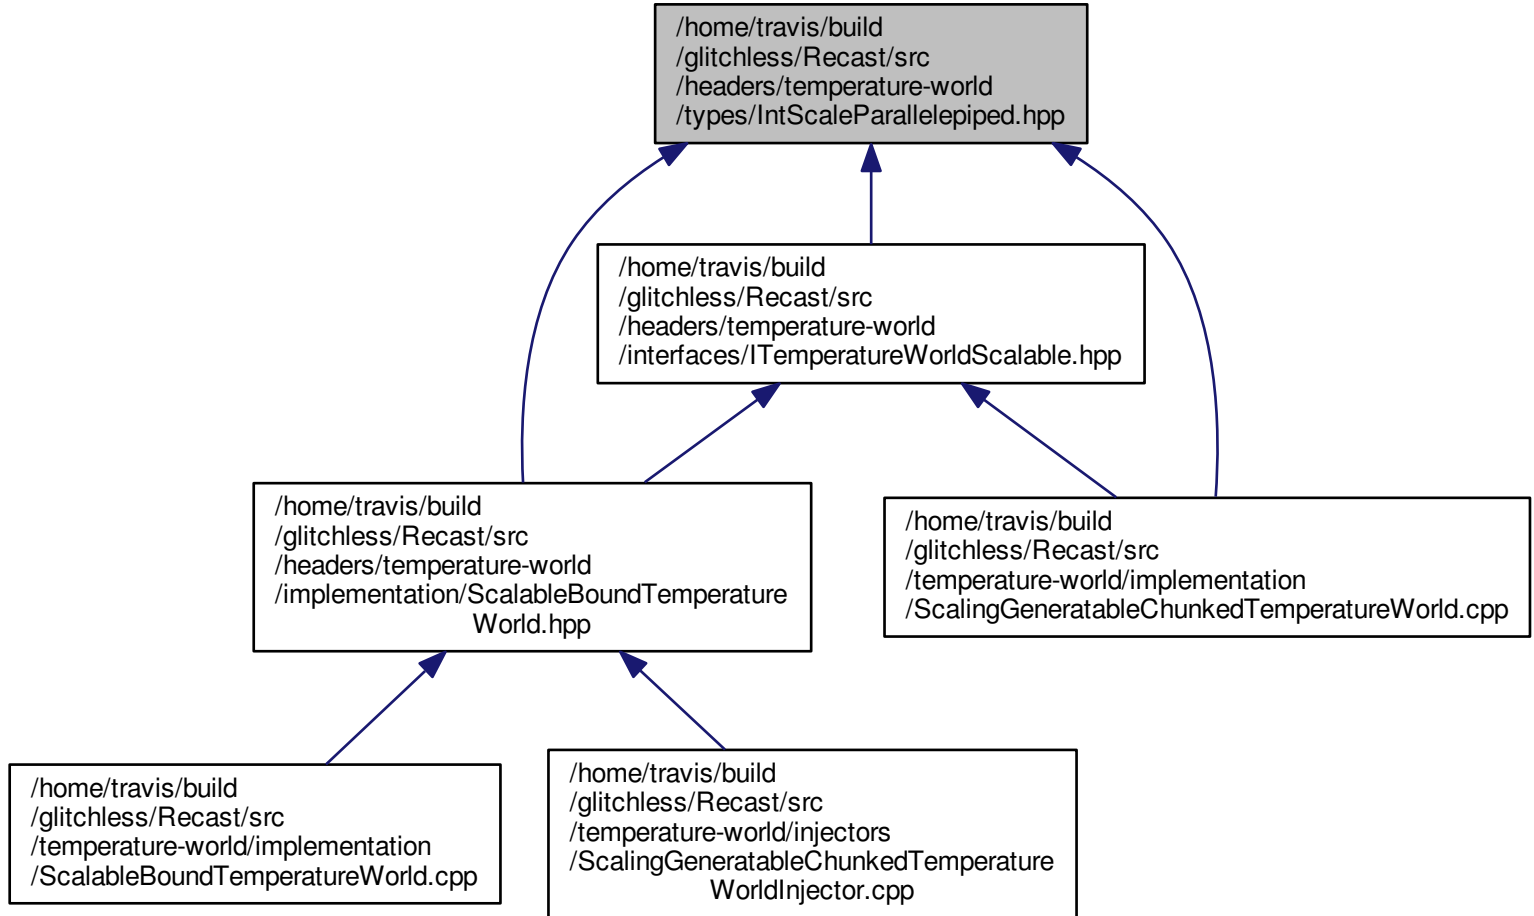 /home/travis/build
/glitchless/Recast/src
/headers/temperature-world
/types/IntScaleParallelepiped.hpp
/home/travis/build
/glitchless/Recast/src
/headers/temperature-world
/interfaces/ITemperatureWorldScalable.hpp
/home/travis/build
/glitchless/Recast/src
/headers/temperature-world
/implementation/ScalableBoundTemperature
World.hpp
/home/travis/build
/glitchless/Recast/src
/temperature-world/implementation
/ScalingGeneratableChunkedTemperatureWorld.cpp
/home/travis/build
/glitchless/Recast/src
/temperature-world/implementation
/ScalableBoundTemperatureWorld.cpp
/home/travis/build
/glitchless/Recast/src
/temperature-world/injectors
/ScalingGeneratableChunkedTemperature
WorldInjector.cpp